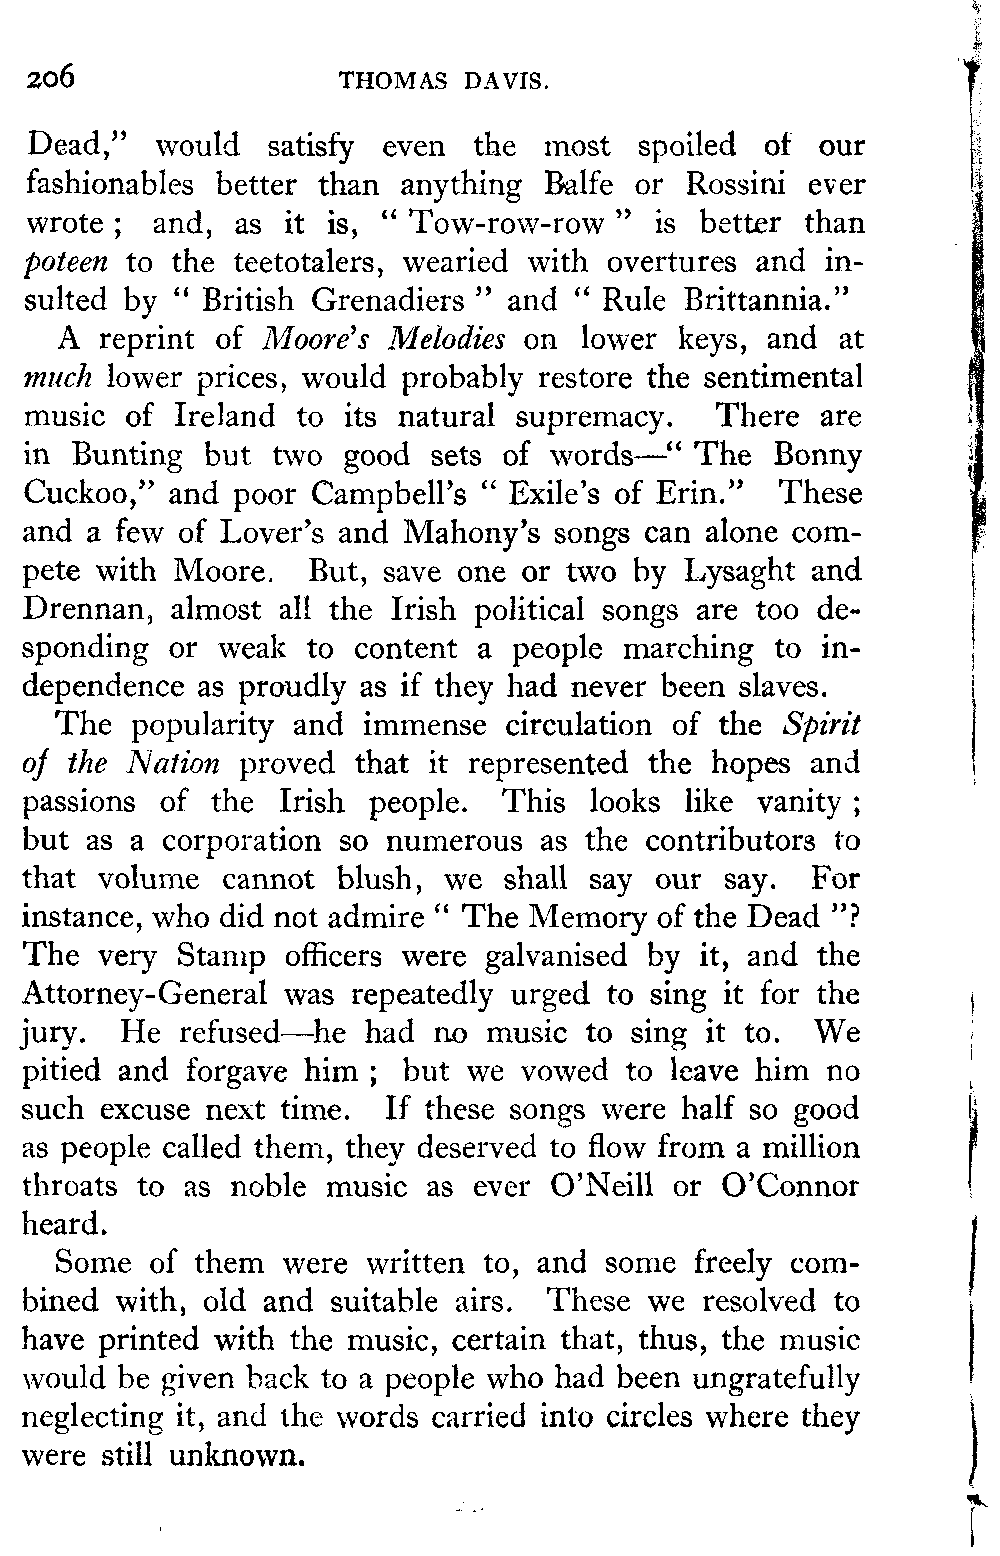 206 THOMAS DAVIS.
Dead," would satisfy even the most spoiled of our
fashionables better than anything Balfe or Rossini ever
wrote ; and, as it is, " Tow-row-row " is better than
poteen to the teetotalers, wearied with overtures and in-
sulted by " British Grenadiers " and " Rule Brittannia."
A reprint of Moore's Melodies on lower keys, and at
much lower prices, would probably restore the sentimental
music of Ireland to its natural supremacy. There are
in Bunting but two good sets of words—" The Bonny
Cuckoo," and poor Campbell's " Exile's of Erin." These
and a few of Lover's and Mahony's songs can alone com-
pete with Moore. But, save one or two by Lysaght and
Drennan, almost all the Irish political songs are too de-
sponding or weak to content a people marching to in-
dependence as proudly as if they had never been slaves.
The popularity and immense circulation of the Spirit
of the Nation proved that it represented the hopes and
passions of the Irish people. This looks like vanity ;
but as a corporation so numerous as the contributors to
that volume cannot blush, we shall say our say. For
instance, who did not admire " The Memory of the Dead "?
The very Stamp officers were galvanised by it, and the
Attorney-General was repeatedly urged to sing it for the
jury. He refused—he had no music to sing it to. We
pitied and forgave him ; but we vowed to leave him no
such excuse next time. If these songs were half so good
as people called them, they deserved to flow from a million
throats to as noble music as ever O'Neill or O'Connor
heard.
Some of them were written to, and some freely com-
bined with, old and suitable airs. These we resolved to
have printed with the music, certain that, thus, the music
would be given back to a people who had been ungratefully
neglecting it, and the words carried into circles where they
were still unknown.